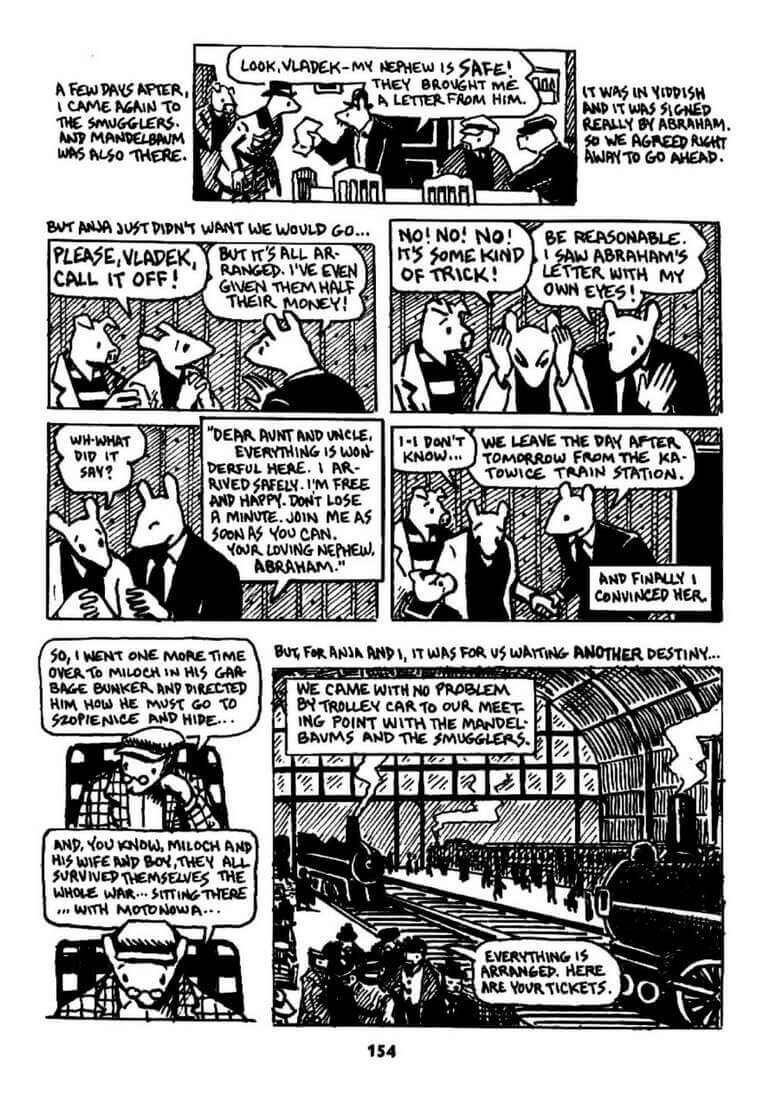 A FEW DAYS AFTER,
I CAME AGAIN TO
THE SMUGGLERS.
AND MANDELBAUM
WAS ALSO THERE.
LOOK, VLADEK-MY NEPHEW IS SAFE!
THEY BROUGHT ME
A LETTER FROM HIM.
IT WAS IN YIDDISH
AND IT WAS SIGNED
REALLY BY ABRAHAM.
SO WE AGREED RIGHT
AWAY TO GO AHEAD.
BUT ANJA JUST DIDN'T WANT WE WOULD GO...
PLEASE, VLADEK,
CALL IT OFF!
BUT IT'S ALL AR-
RANGED. I'VE EVEN
GIVEN THEM HALF
THEIR MONEY!
NO! NO! NO!
IT'S SOME KIND
OF TRICK!
BE REASONABLE.
I SAW ABRAHAM'S
LETTER WITH MY
OWN EYES!
WH-WHAT
DID IT
SAY?
"DEAR AUNT AND UNCLE,
EVERYTHING IS WON-
DERFUL HERE. I AR-
RIVED SAFELY. I'M FREE
AND HAPPY. DON'T LOSE
A MINUTE. JOIN ME AS
SOON AS YOU CAN.
YOUR LOVING NEPHEW,
ABRAHAM."
I-I DON'T
KNOW...
WE LEAVE THE DAY AFTER
TOMORROW FROM THE KA-
TOWICE TRAIN STATION.
AND FINALLY I
CONVINCED HER.
SO, I WENT ONE MORE TIME
OVER TO MILOCH IN HIS GAR-
BAGE BUNKER AND DIRECTED
HIM HOW HE MUST GO TO
SZOPIENICE AND HIDE...
AND, YOU KNOW, MILOCH AND
HIS WIFE AND BOY, THEY ALL
SURVIVED THEMSELVES THE
WHOLE WAR... SITTING THERE
... WITH MOTONOWA...
BUT, FOR ANJA AND I, IT WAS FOR US WAITING ANOTHER DESTINY...
WE CAME WITH NO PROBLEM
BY TROLLEY CAR TO OUR MEET-
ING POINT WITH THE MANDEL-
BAUMS AND THE SMUGGLERS.
EVERYTHING IS
ARRANGED. HERE
ARE YOUR TICKETS.
154